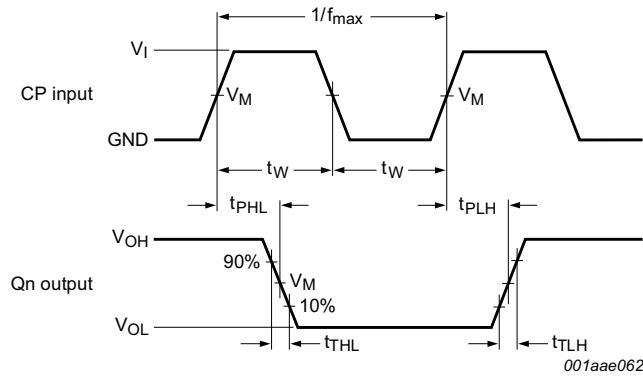 1/fmax
VI
CP input
VM
VM
GND
tW
tW
tPHL
tPLH
VOH
90%
VM
Qn output
10%
VOL
tTHL
tTLH
001aae062